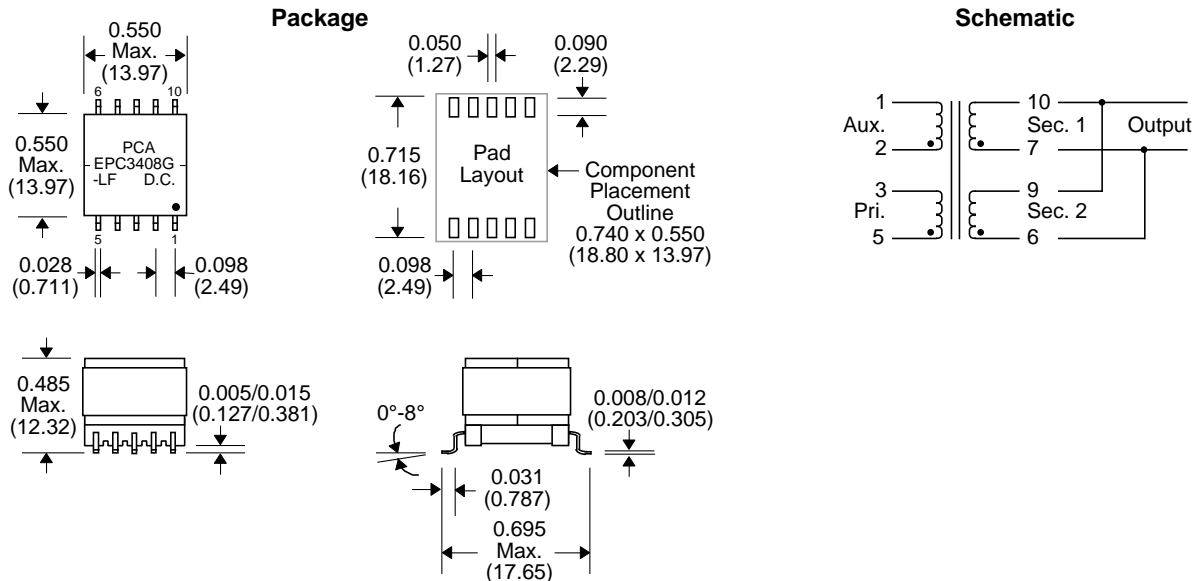 Package
0.550
Max.
(13.97)
6
10
0.550
Max.
(13.97)
PCA
EPC3408G
-LF D.C.
5
1
0.028
(0.711)
0.098
(2.49)
0.050
(1.27)
0.090
(2.29)
0.715
(18.16)
Pad
Layout
Component
Placement
Outline
0.740 x 0.550
(18.80 x 13.97)
0.098
(2.49)
Schematic
1
Aux.
2
3
Pri.
5
10
Sec. 1
7
9
Sec. 2
6
Output
0.485
Max.
(12.32)
0.005/0.015
(0.127/0.381)
0°-8°
0.008/0.012
(0.203/0.305)
0.031
(0.787)
0.695
Max.
(17.65)